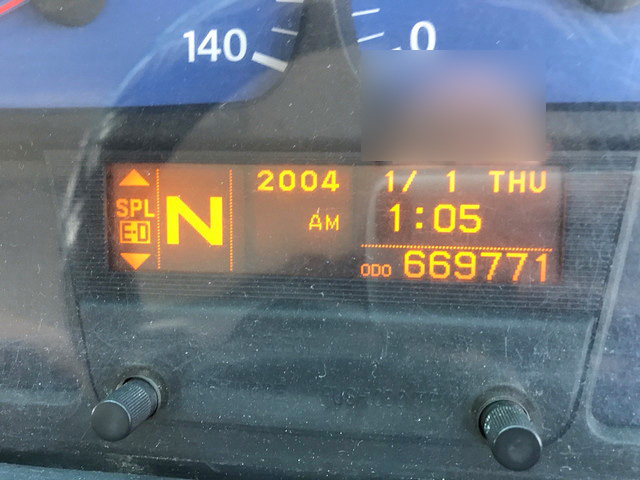 140 0
2004 1/ 1 THU
SPL N AM 1:05
E-D
ODO 669771